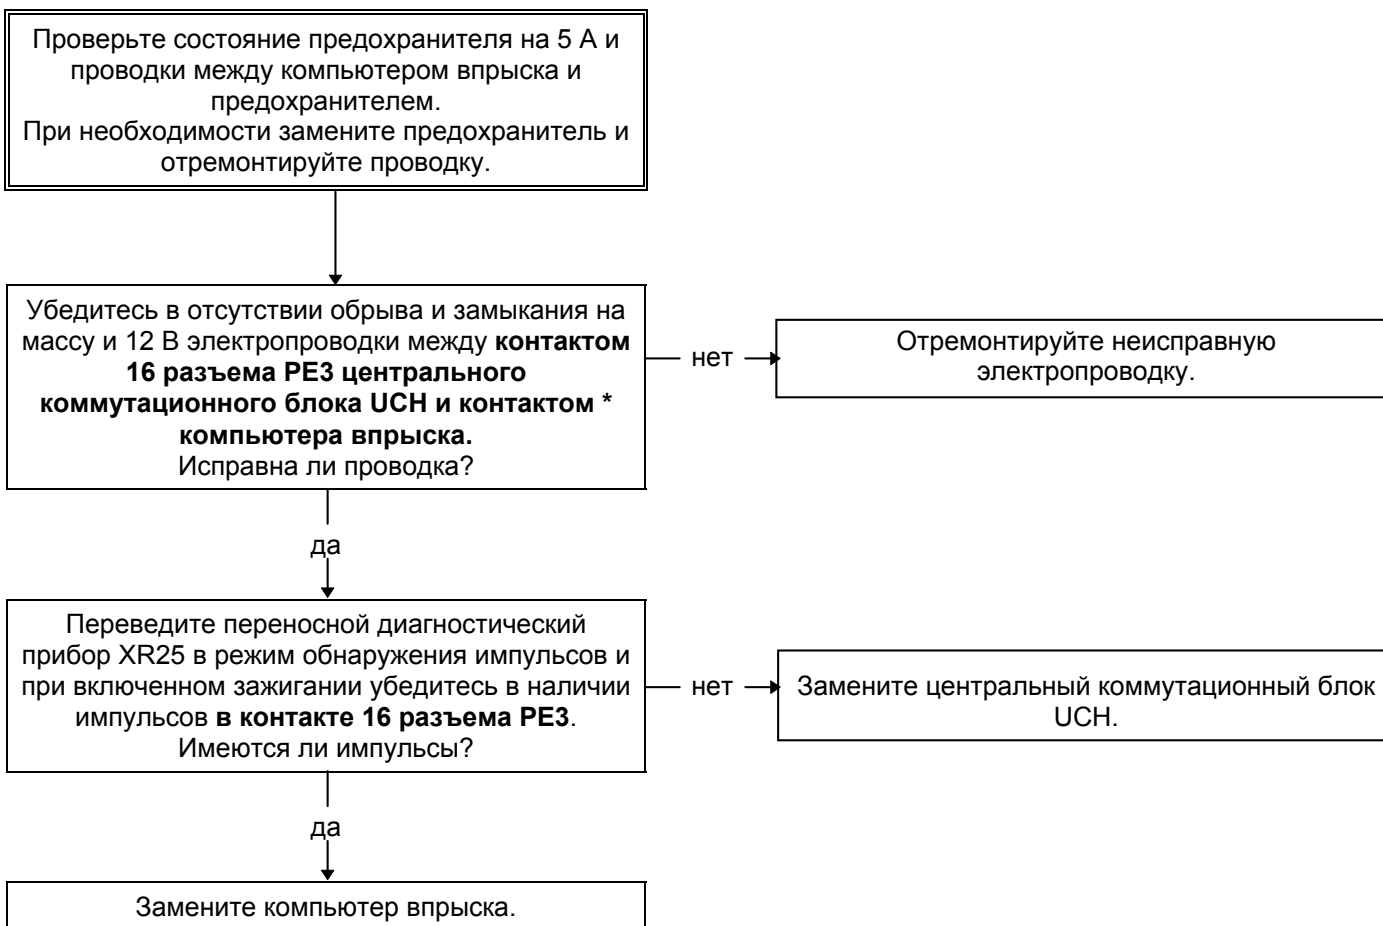 Проверьте состояние предохранителя на 5 А и
проводки между компьютером впрыска и
предохранителем.
При необходимости замените предохранитель и
отремонтируйте проводку.
Убедитесь в отсутствии обрыва и замыкания на
массу и 12 В электропроводки между контактом
16 разъема РЕ3 центрального
коммутационного блока UCH и контактом *
компьютера впрыска.
Исправна ли проводка?
нет
Отремонтируйте неисправную
электропроводку.
да
Переведите переносной диагностический
прибор XR25 в режим обнаружения импульсов и
при включенном зажигании убедитесь в наличии
импульсов в контакте 16 разъема РЕ3.
Имеются ли импульсы?
нет
Замените центральный коммутационный блок
UCH.
да
Замените компьютер впрыска.